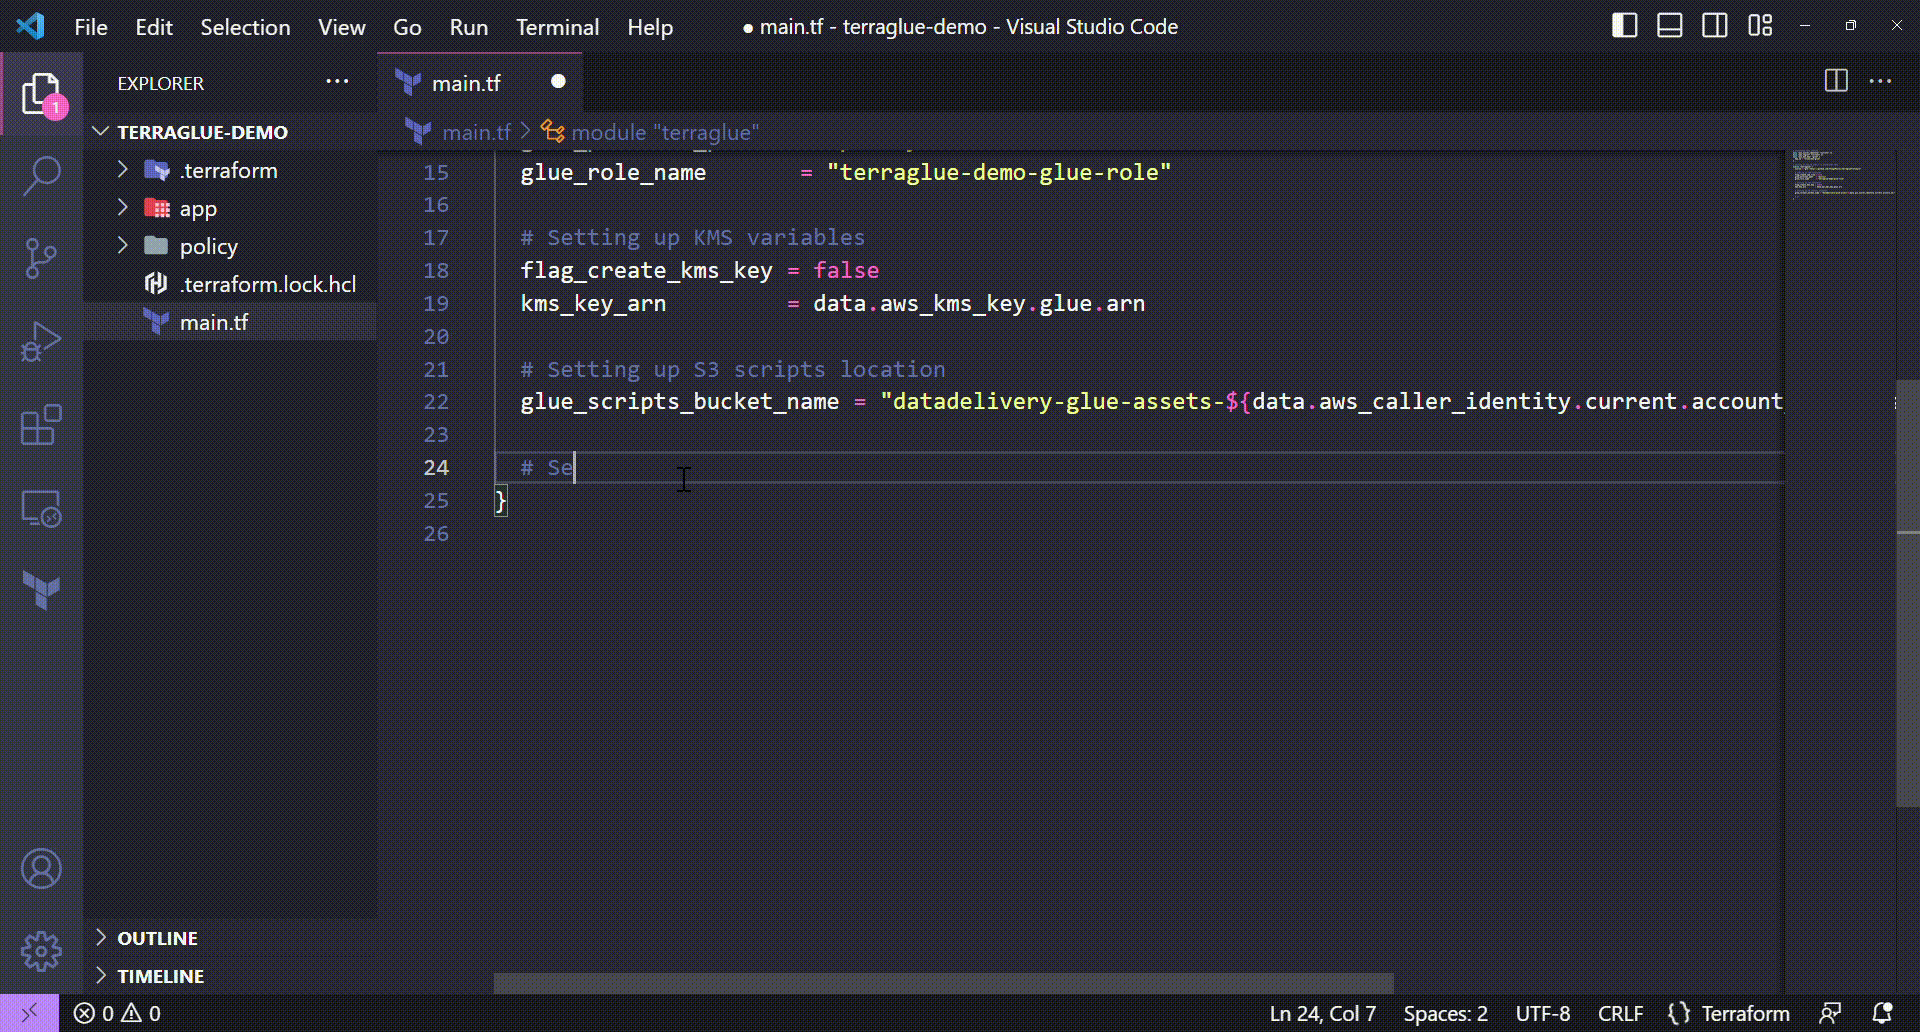 File Edit Selection View Go Run Terminal Help ● main.tf - terraglue-demo - Visual Studio Code
EXPLORER ···
main.tf
1
TERRAGLUE-DEMO
main.tf > module "terraglue"
.terraform
app
policy
.terraform.lock.hcl
main.tf
15 glue_role_name = "terraglue-demo-glue-role"
16
17 # Setting up KMS variables
18 flag_create_kms_key = false
19 kms_key_arn = data.aws_kms_key.glue.arn
20
21 # Setting up S3 scripts location
22 glue_scripts_bucket_name = "datadelivery-glue-assets-${data.aws_caller_identity.current.account_
23
24 # Se
25 }
26
OUTLINE
TIMELINE
0 0 Ln 24, Col 7 Spaces: 2 UTF-8 CRLF {} Terraform